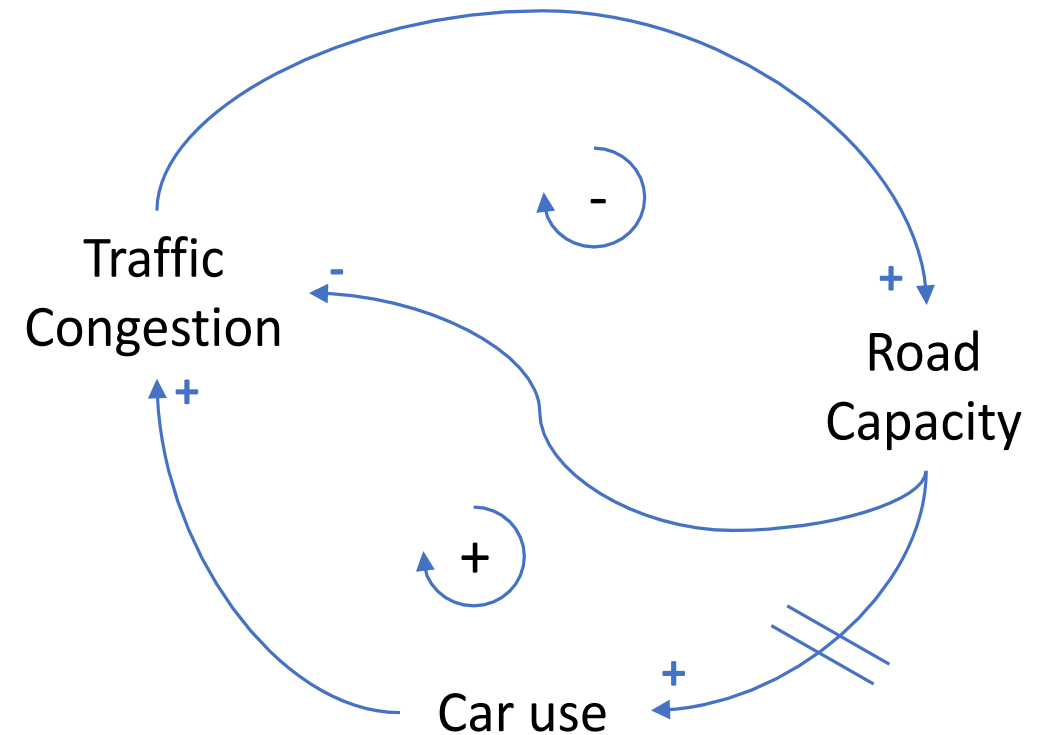 -
Traffic
Congestion
-
+
Road
Capacity
+
+
+
Car use